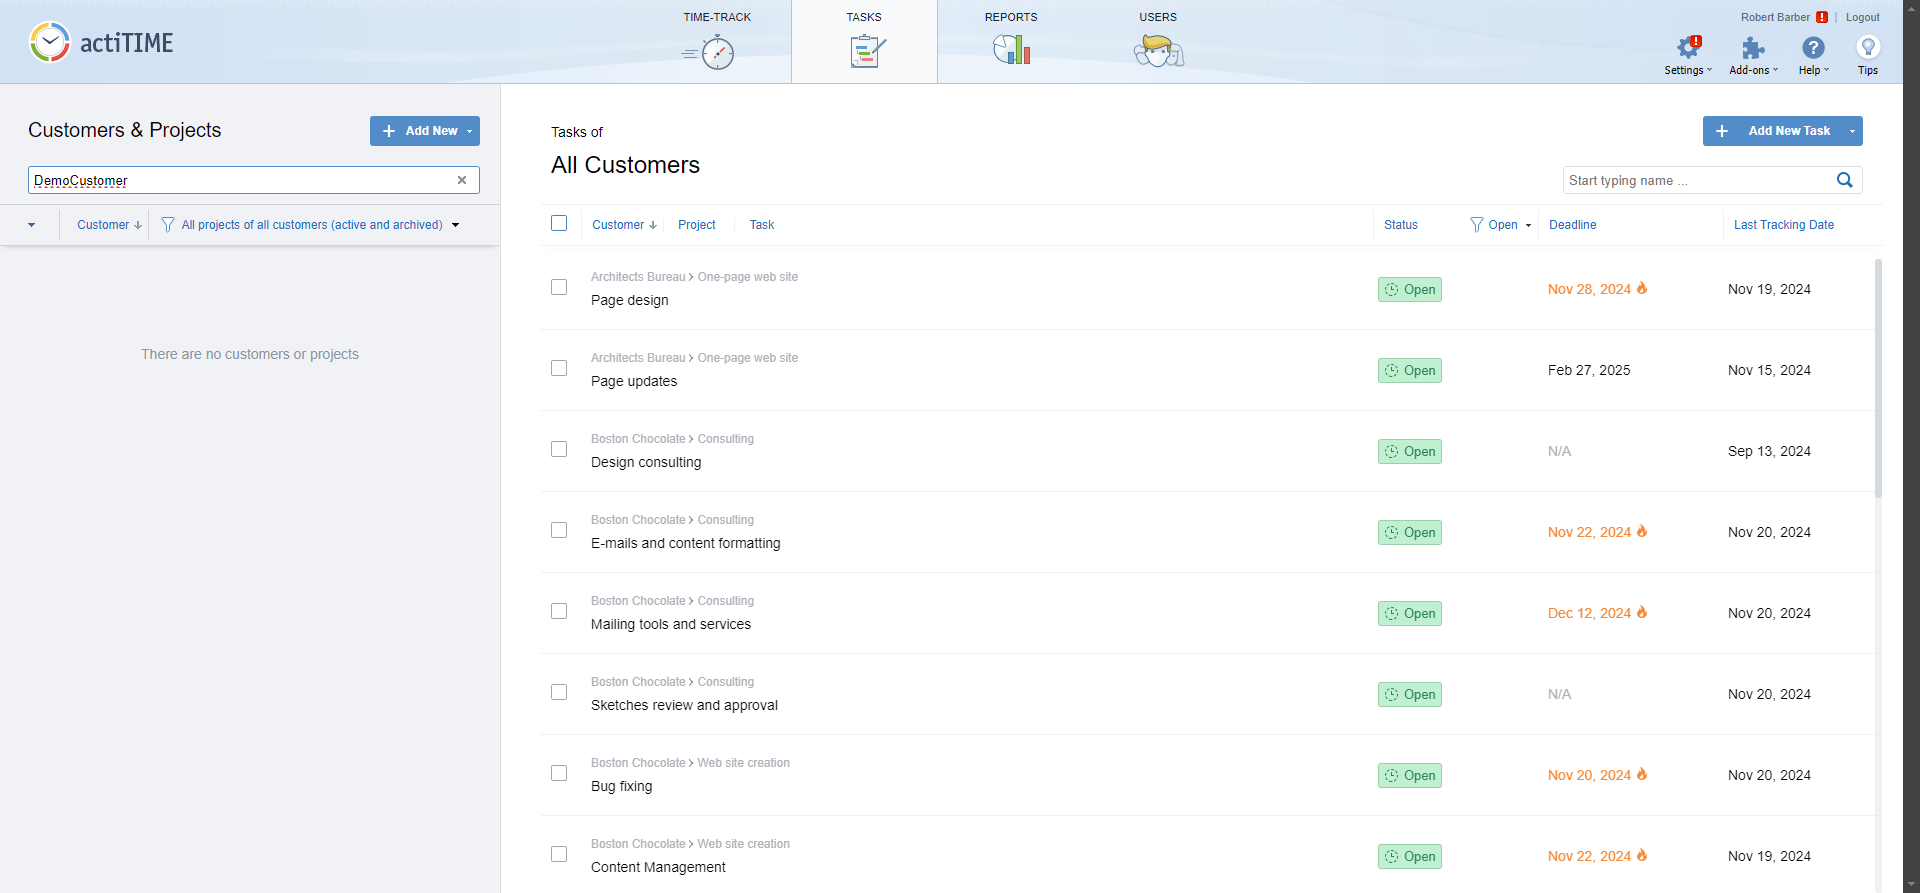 actiTIME
TIME-TRACK
TASKS
REPORTS
USERS
Robert Barber ! | Logout
Settings
Add-ons
Help
Tips
Customers & Projects
Add New
DemoCustomer
Customer
All projects of all customers (active and archived)
There are no customers or projects
Tasks of
All Customers
Add New Task
Start typing name ...
Customer Project Task Status Open Deadline Last Tracking Date
Architects Bureau > One-page web site
Page design
Open Nov 28, 2024 Nov 19, 2024
Architects Bureau > One-page web site
Page updates
Open Feb 27, 2025 Nov 15, 2024
Boston Chocolate > Consulting
Design consulting
Open N/A Sep 13, 2024
Boston Chocolate > Consulting
E-mails and content formatting
Open Nov 22, 2024 Nov 20, 2024
Boston Chocolate > Consulting
Mailing tools and services
Open Dec 12, 2024 Nov 20, 2024
Boston Chocolate > Consulting
Sketches review and approval
Open N/A Nov 20, 2024
Boston Chocolate > Web site creation
Bug fixing
Open Nov 20, 2024 Nov 20, 2024
Boston Chocolate > Web site creation
Content Management
Open Nov 22, 2024 Nov 19, 2024